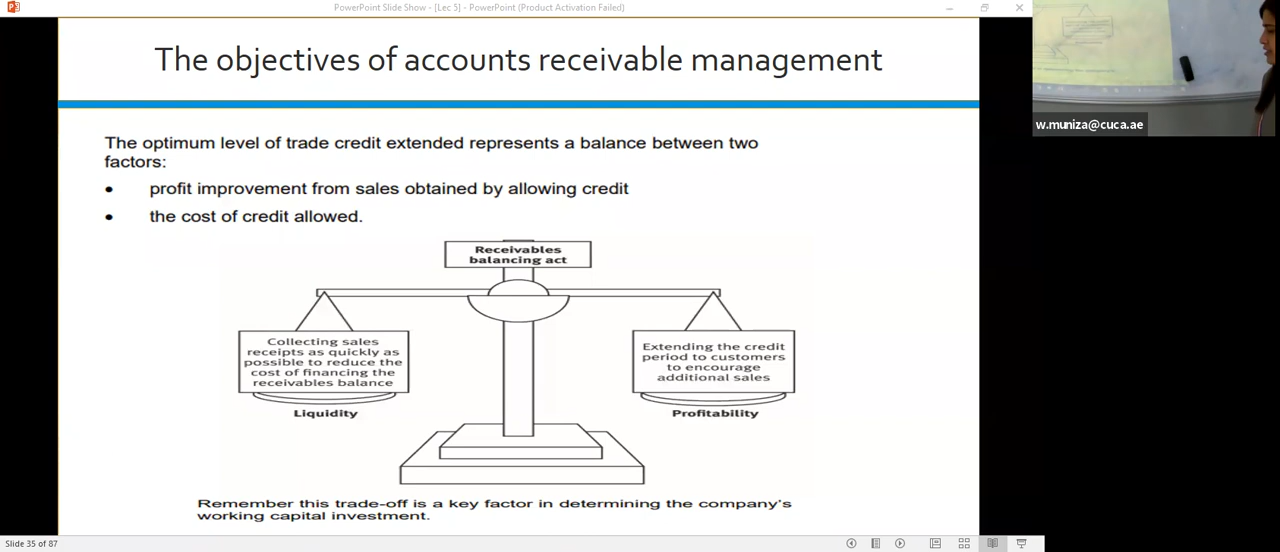 PowerPoint Slide Show - [Lec 5] - PowerPoint (Product Activation Failed)
The objectives of accounts receivable management
w.muniza@cuca.ae
The optimum level of trade credit extended represents a balance between two
factors:
• profit improvement from sales obtained by allowing credit
• the cost of credit allowed.
Receivables
balancing act
Collecting sales
receipts as quickly as
possible to reduce the
cost of financing the
receivables balance
Liquidity
Extending the credit
period to customers
to encourage
additional sales
Profitability
Remember this trade-off is a key factor in determining the company's
working capital investment.
Slide 35 of 87